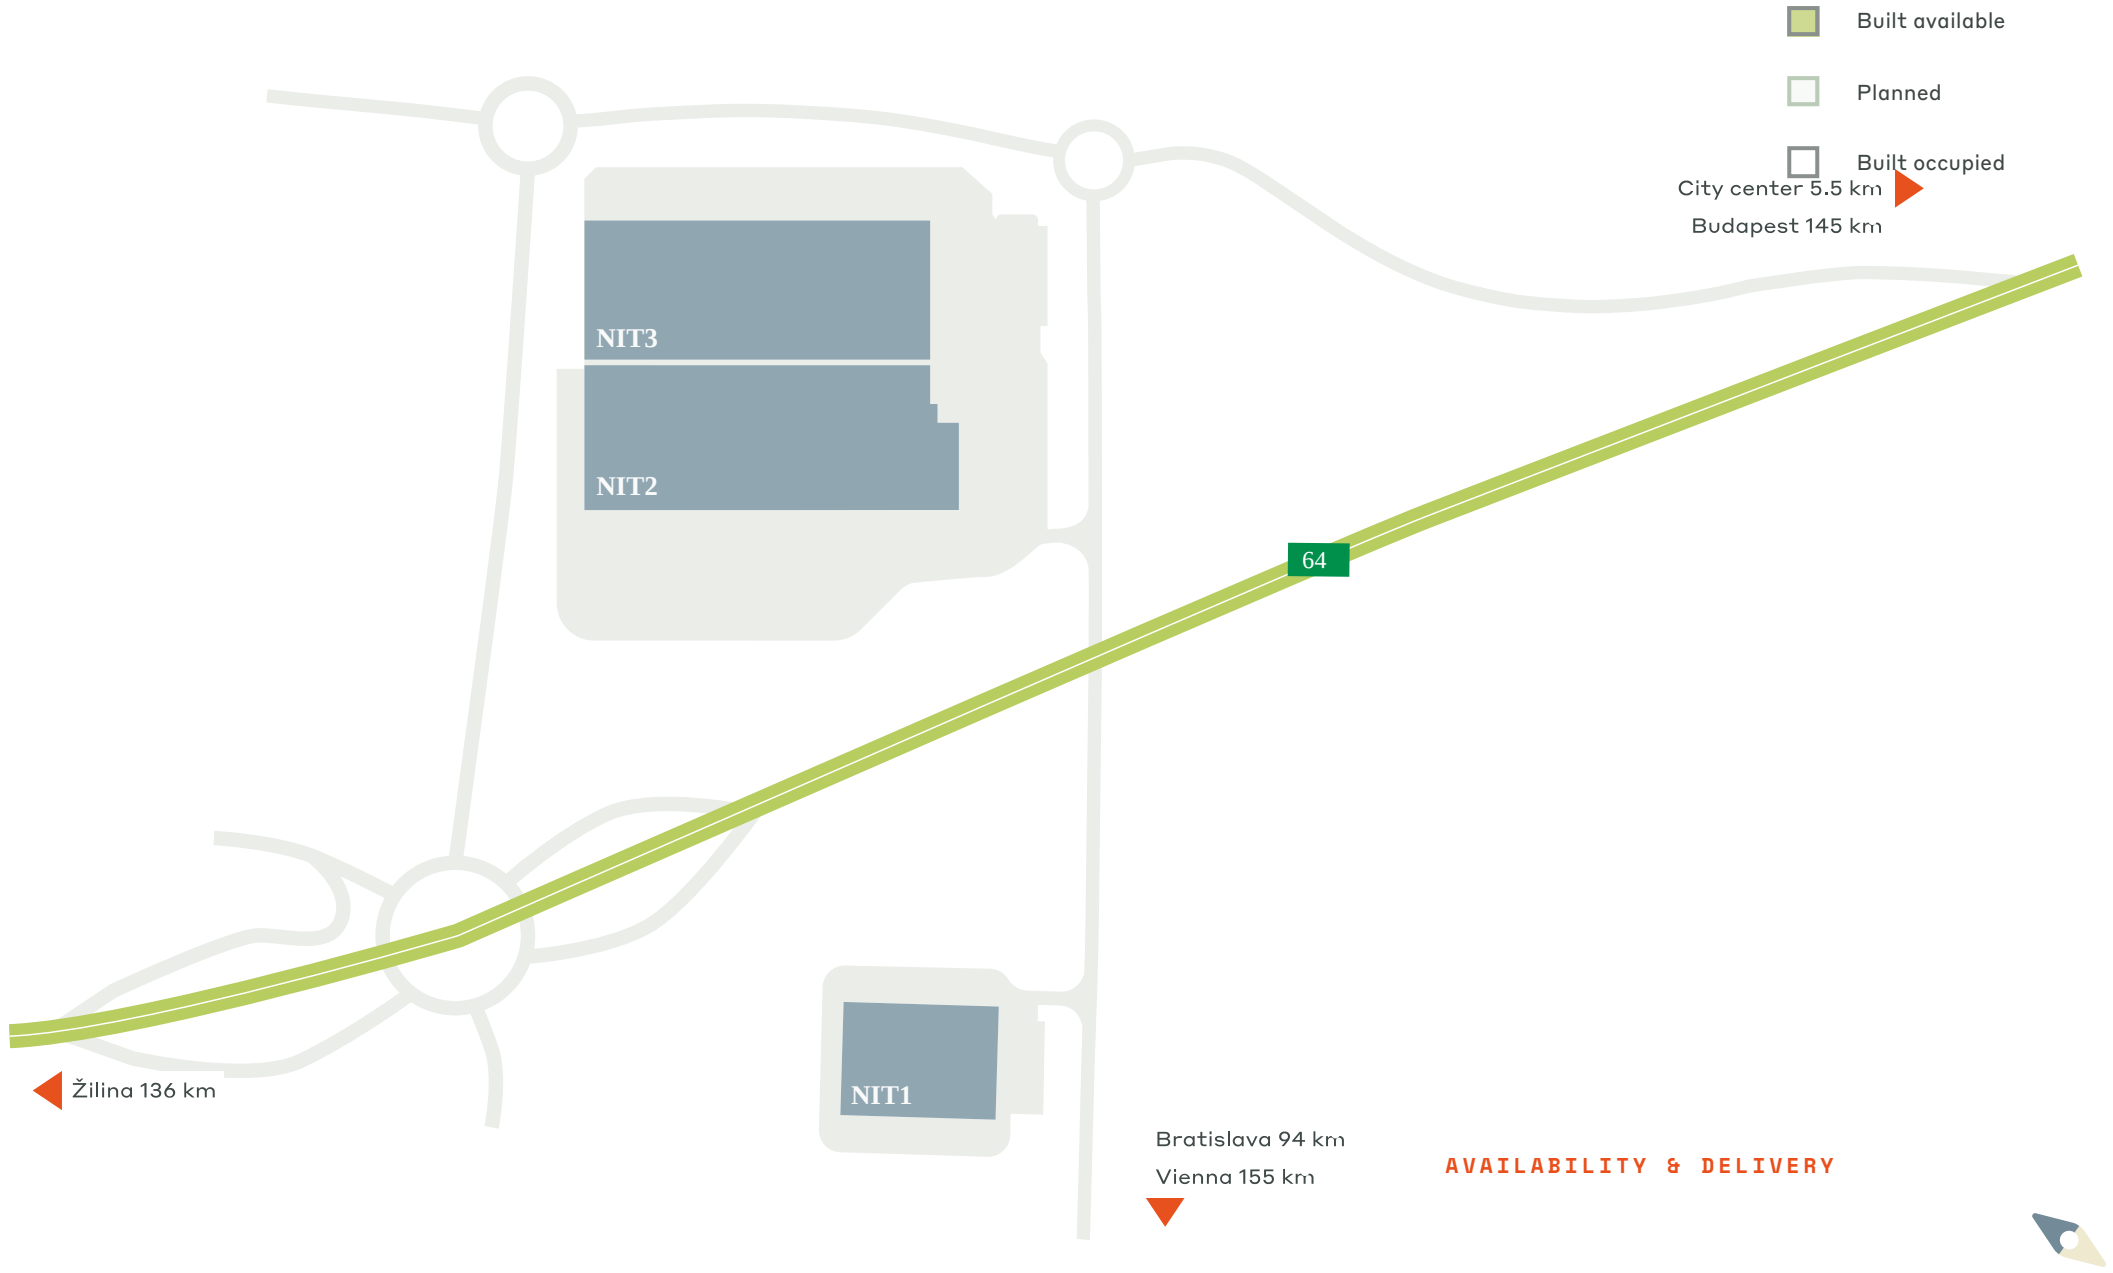 Built available
Planned
Built occupied
City center 5.5 km
Budapest 145 km
NIT3
NIT2
64
Žilina 136 km
NIT1
Bratislava 94 km
Vienna 155 km
AVAILABILITY & DELIVERY